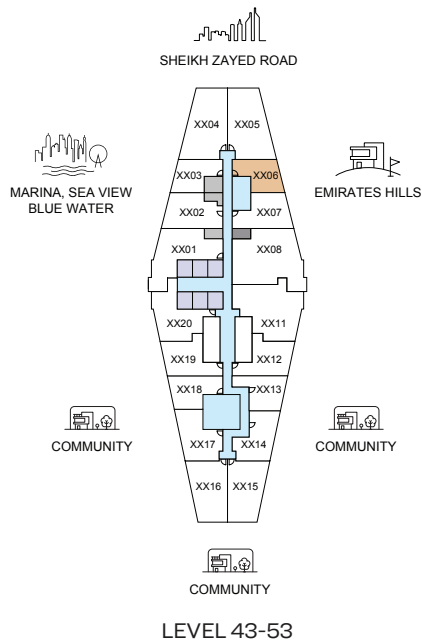 SHEIKH ZAYED ROAD
XX04 XX05
XX03 XX06
MARINA, SEA VIEW
BLUE WATER
EMIRATES HILLS
XX02 XX07
XX01 XX08
XX20 XX11
XX19 XX12
XX18 XX13
COMMUNITY
COMMUNITY
XX17 XX14
XX16 XX15
COMMUNITY
LEVEL 43-53